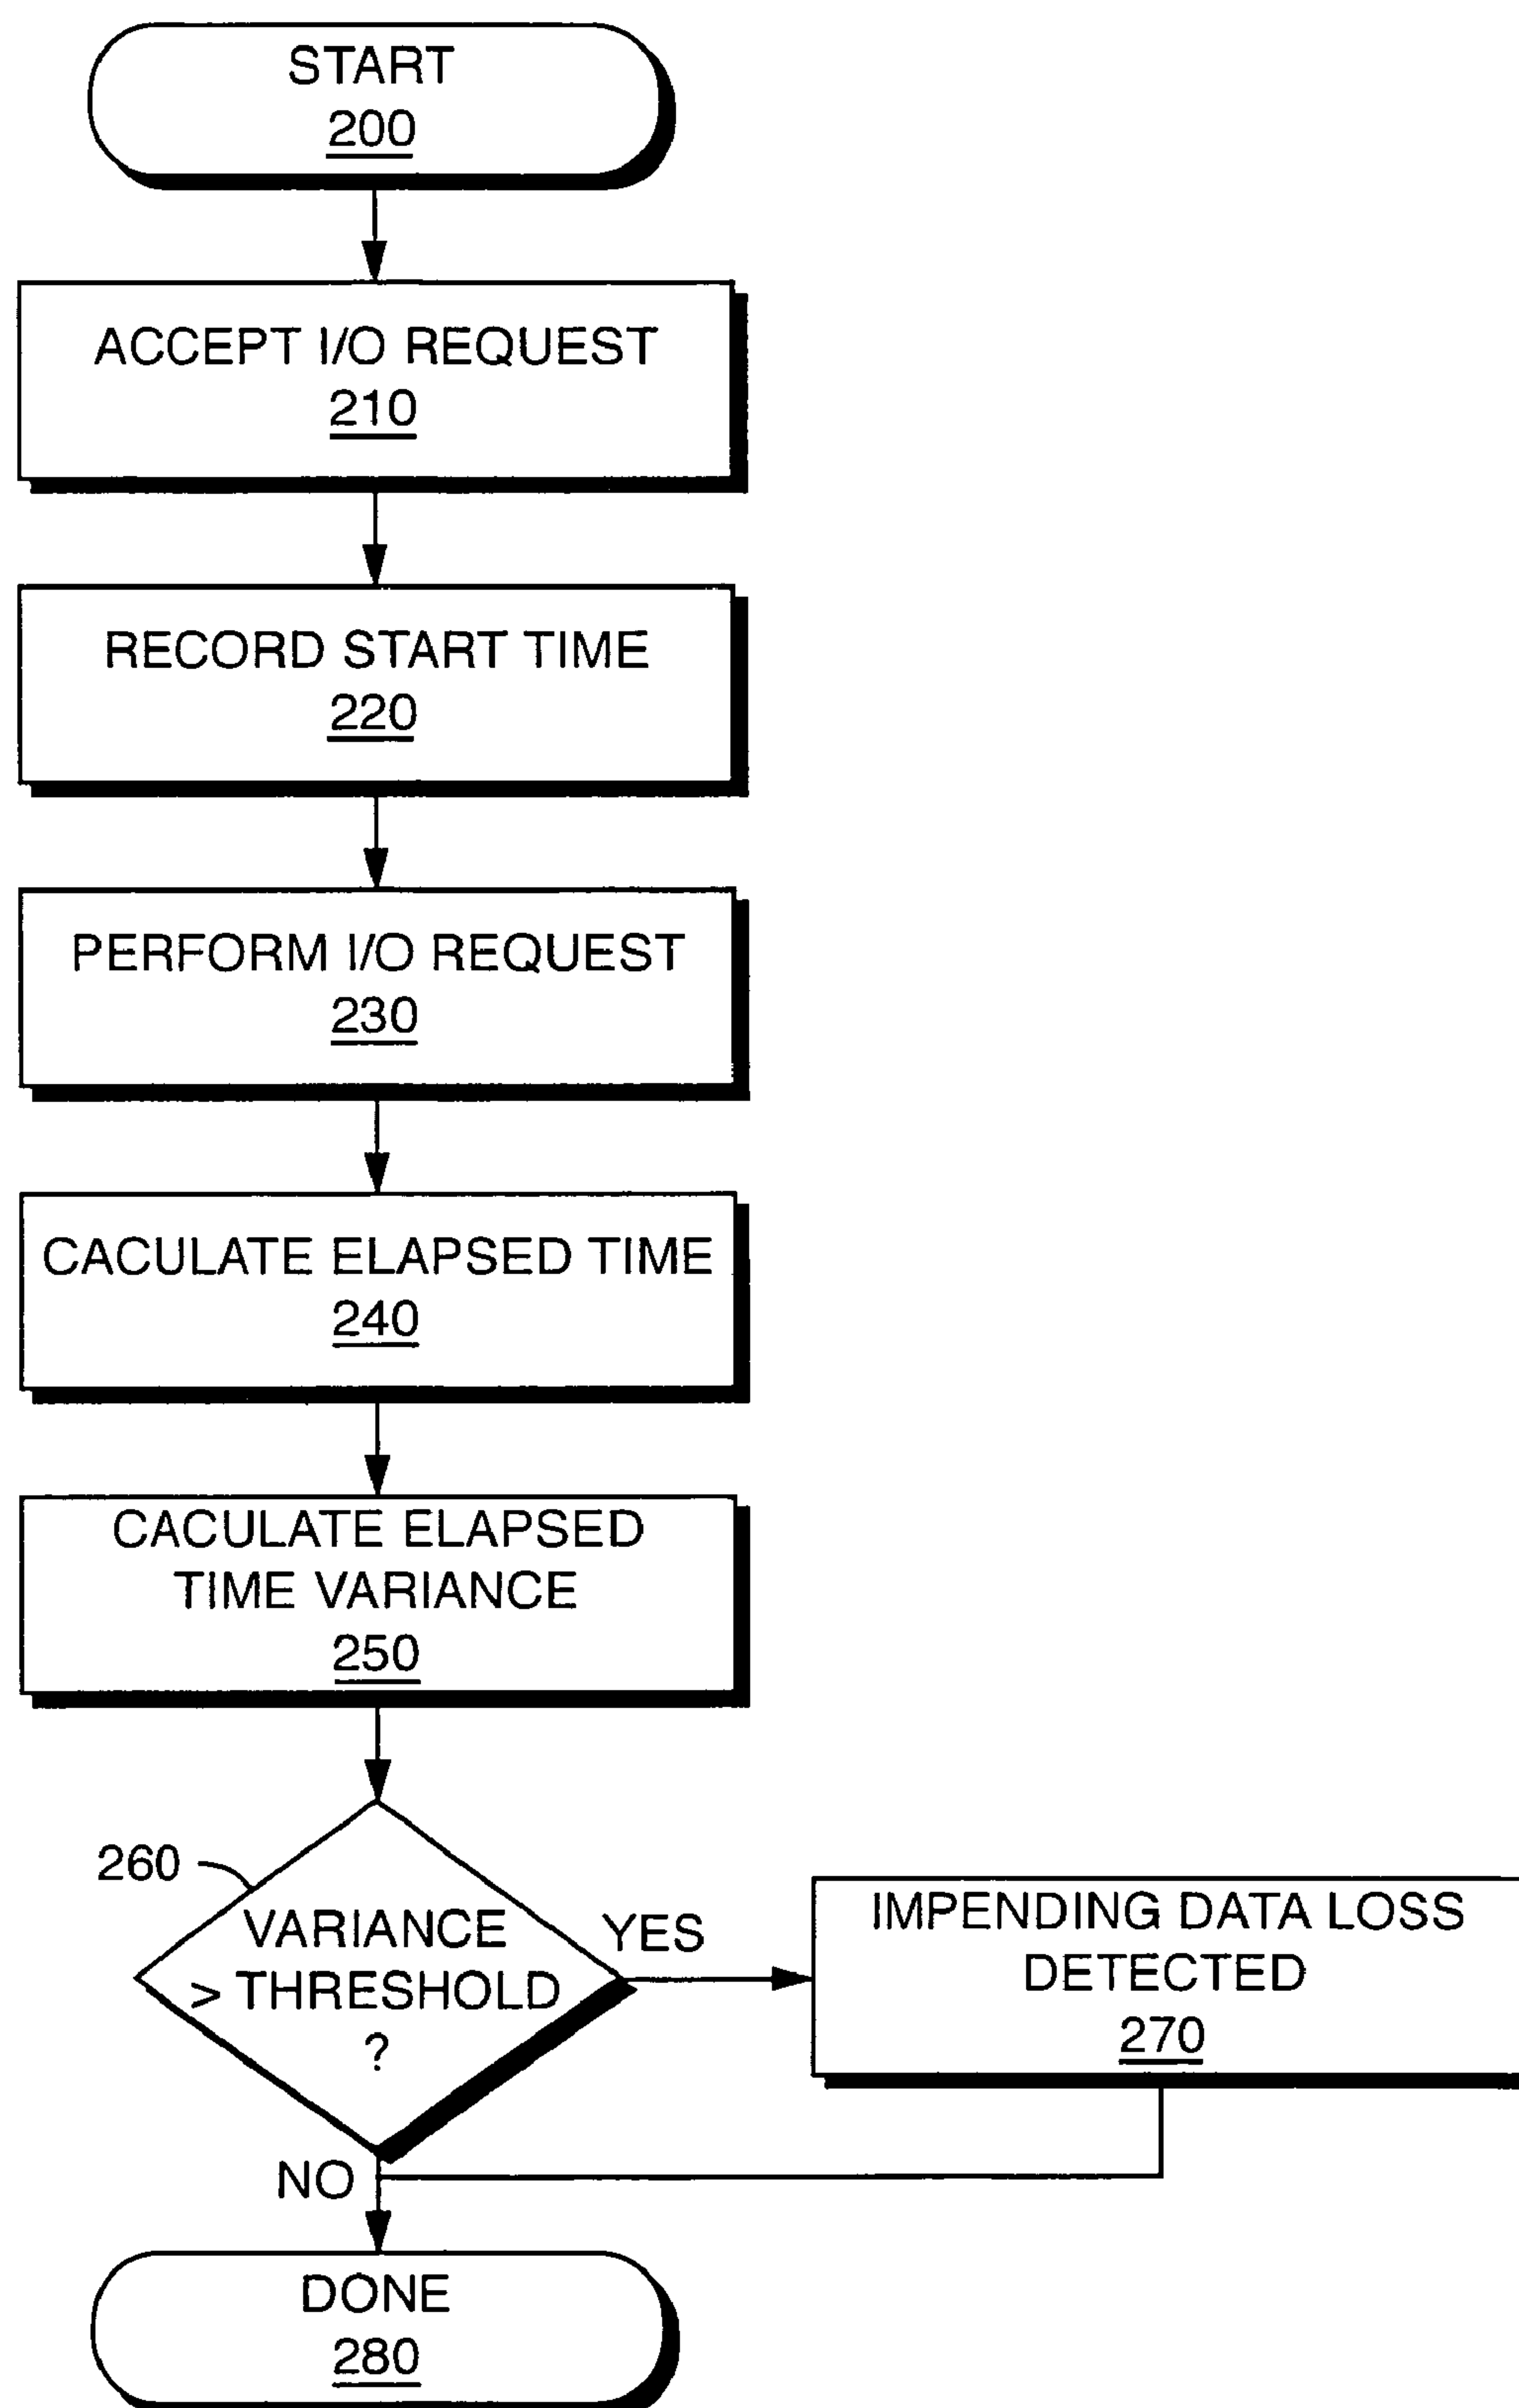 START
200
ACCEPT I/O REQUEST
210
RECORD START TIME
220
PERFORM I/O REQUEST
230
CACULATE ELAPSED TIME
240
CACULATE ELAPSED
TIME VARIANCE
250
260
VARIANCE
> THRESHOLD
?
YES
IMPENDING DATA LOSS
DETECTED
270
NO
DONE
280